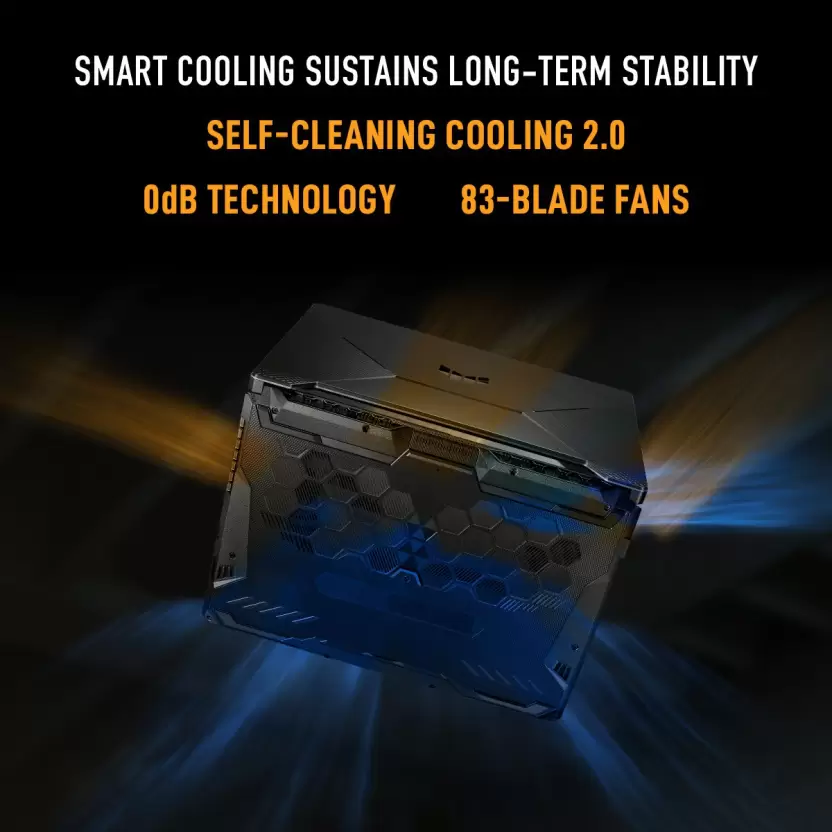 SMART COOLING SUSTAINS LONG-TERM STABILITY
SELF-CLEANING COOLING 2.0
0dB TECHNOLOGY 83-BLADE FANS